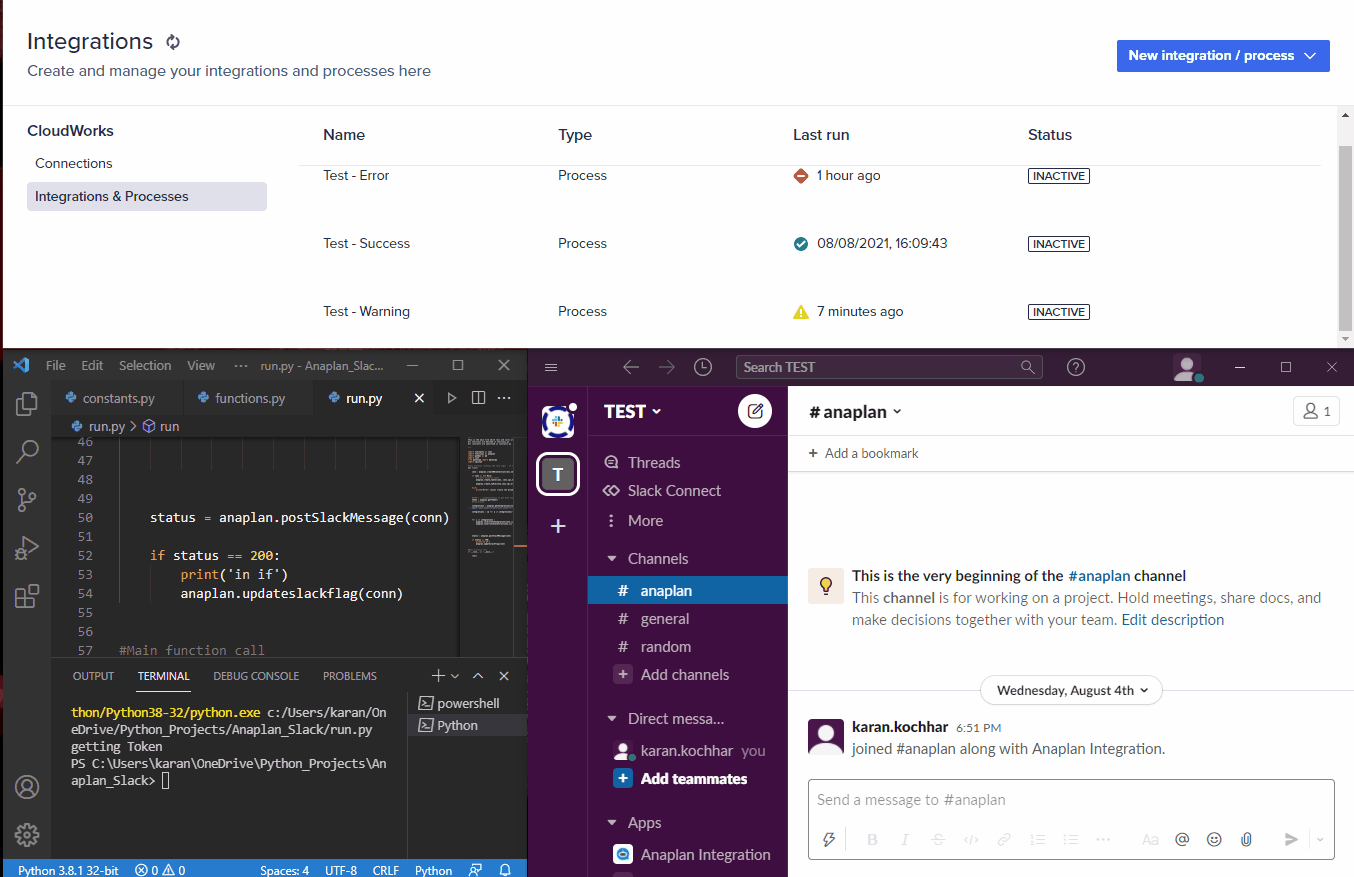 Integrations
Create and manage your integrations and processes here
New integration / process
CloudWorks
Connections
Integrations & Processes
Name Type Last run Status
Test - Error Process 1 hour ago INACTIVE
Test - Success Process 08/08/2021, 16:09:43 INACTIVE
Test - Warning Process 7 minutes ago INACTIVE
File Edit Selection View ··· run.py - Anaplan_Slac...
constants.py functions.py run.py
run.py > run
46
47
48
49
50 status = anaplan.postSlackMessage(conn)
51
52 if status == 200:
53 print('in if')
54 anaplan.updateslackflag(conn)
55
56
57 #Main function call
OUTPUT TERMINAL DEBUG CONSOLE PROBLEMS
thon/Python38-32/python.exe c:/Users/karan/On
eDrive/Python_Projects/Anaplan_Slack/run.py
getting Token
PS C:\Users\karan\OneDrive\Python_Projects\An
aplan_Slack>
powershell
Python
Python 3.8.1 32-bit 0 0 Spaces: 4 UTF-8 CRLF Python
Search TEST
T
TEST
Threads
Slack Connect
More
Channels
# anaplan
# general
# random
+ Add channels
Direct messa...
karan.kochhar you
+ Add teammates
Apps
Anaplan Integration
#anaplan
1
+ Add a bookmark
This is the very beginning of the #anaplan channel
This channel is for working on a project. Hold meetings, share docs, and
make decisions together with your team. Edit description
Wednesday, August 4th
karan.kochhar 6:51 PM
joined #anaplan along with Anaplan Integration.
Send a message to #anaplan
B I S </> Aa @